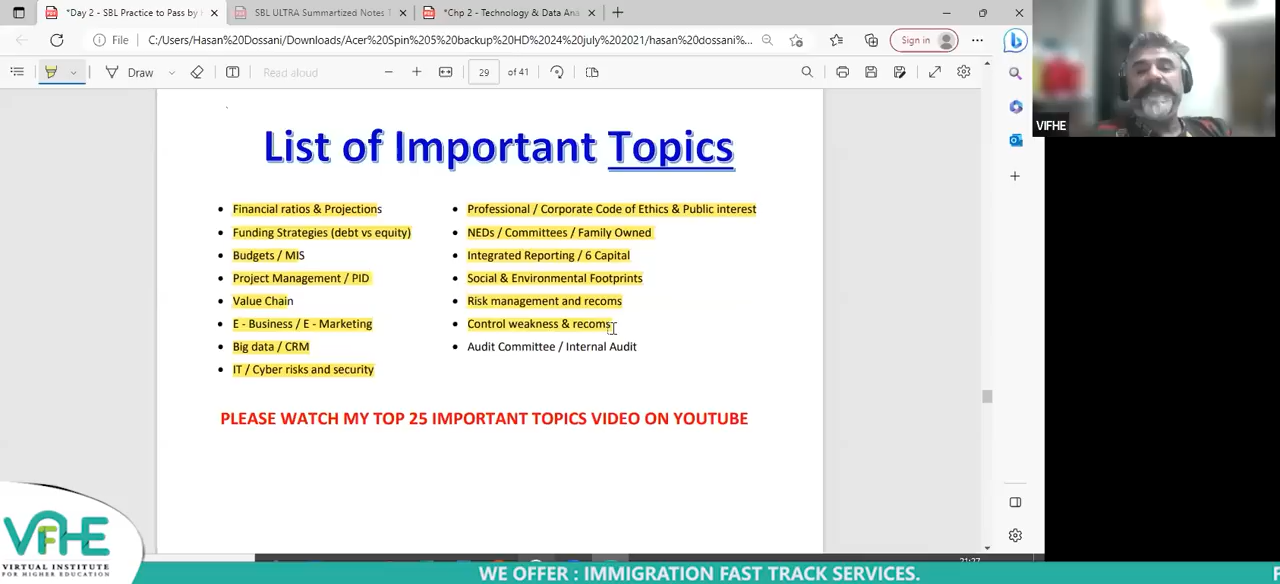 *Day 2 - SBL Practice to Pass by
SBL ULTRA Summartized Notes
*Chp 2 - Technology & Data Ana
File
C:/Users/Hasan%20Dossani/Downloads/Acer%20Spin%205%20backup%20HD%2024%20july%202021/hasan%20dossani/...
Sign in
Draw
Read aloud
29
of 41
VIFHE
List of Important Topics
Financial ratios & Projections
Funding Strategies (debt vs equity)
Budgets / MIS
Project Management / PID
Value Chain
E - Business / E - Marketing
Big data / CRM
IT / Cyber risks and security
Professional / Corporate Code of Ethics & Public interest
NEDs / Committees / Family Owned
Integrated Reporting / 6 Capital
Social & Environmental Footprints
Risk management and recoms
Control weakness & recoms
Audit Committee / Internal Audit
PLEASE WATCH MY TOP 25 IMPORTANT TOPICS VIDEO ON YOUTUBE
VIFHE
VIRTUAL INSTITUTE
FOR HIGHER EDUCATION
WE OFFER : IMMIGRATION FAST TRACK SERVICES.